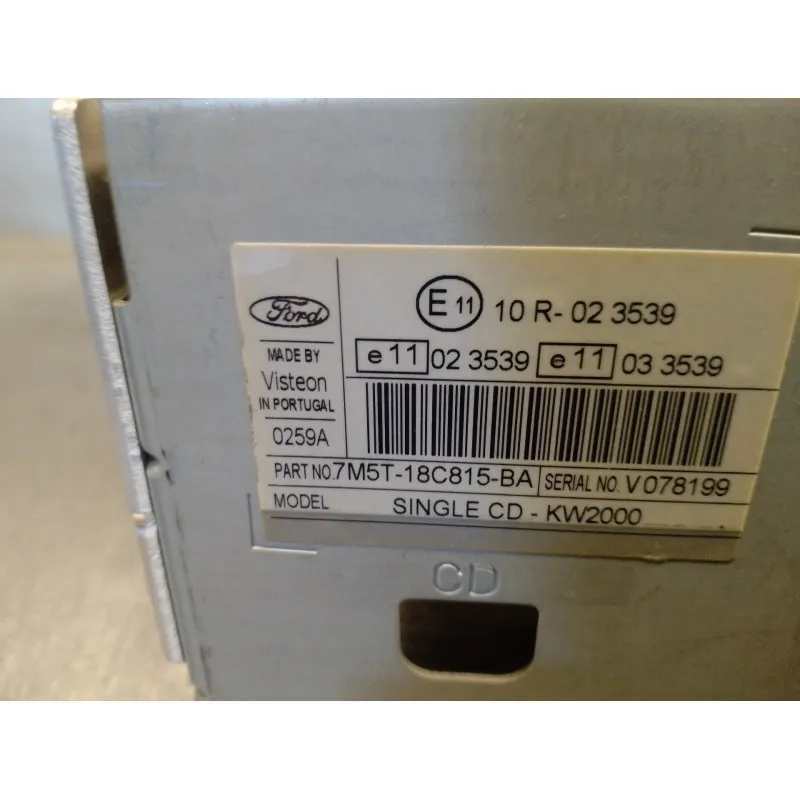 Ford
E 11 10 R- 02 3539
MADE BY
Visteon
IN PORTUGAL
0259A
e 11 02 3539 e 11 03 3539
PART NO. 7M5T-18C815-BA SERIAL NO. V 078199
MODEL SINGLE CD - KW2000
CD